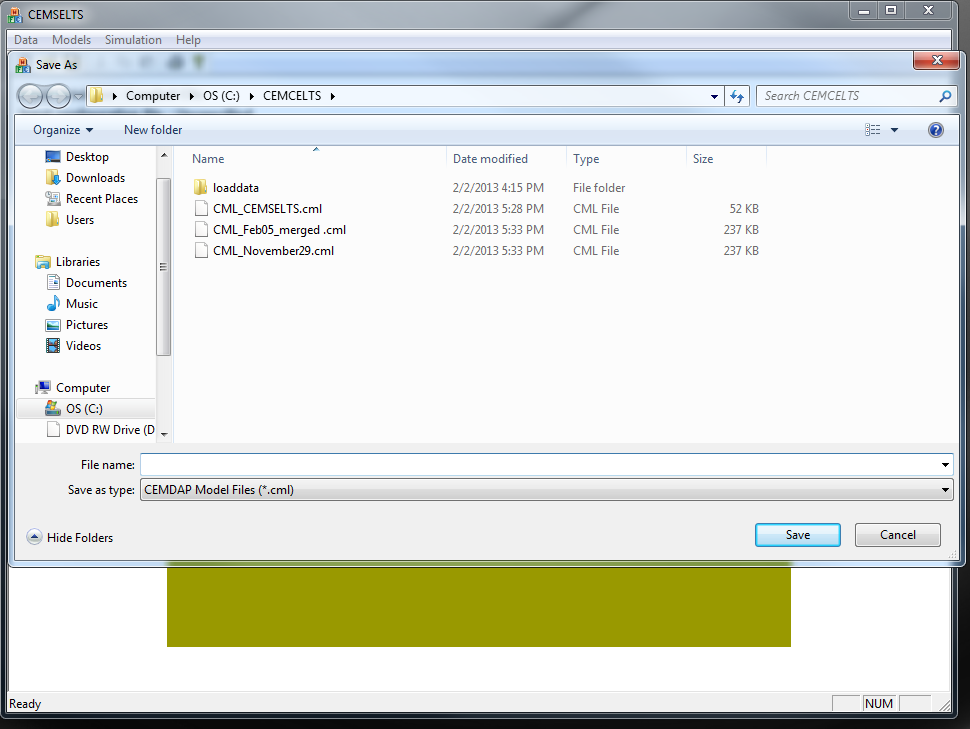 CEMSELTS
Data Models Simulation Help
Save As
Computer OS (C:) CEMCELTS
Search CEMCELTS
Organize New folder
Name Date modified Type Size
Desktop
Downloads
Recent Places
Users
Libraries
Documents
Music
Pictures
Videos
Computer
OS (C:)
DVD RW Drive (D
loaddata 2/2/2013 4:15 PM File folder
CML_CEMSELTS.cml 2/2/2013 5:28 PM CML File 52 KB
CML_Feb05_merged .cml 2/2/2013 5:33 PM CML File 237 KB
CML_November29.cml 2/2/2013 5:33 PM CML File 237 KB
File name:
Save as type: CEMDAP Model Files (*.cml)
Hide Folders Save Cancel
Ready NUM